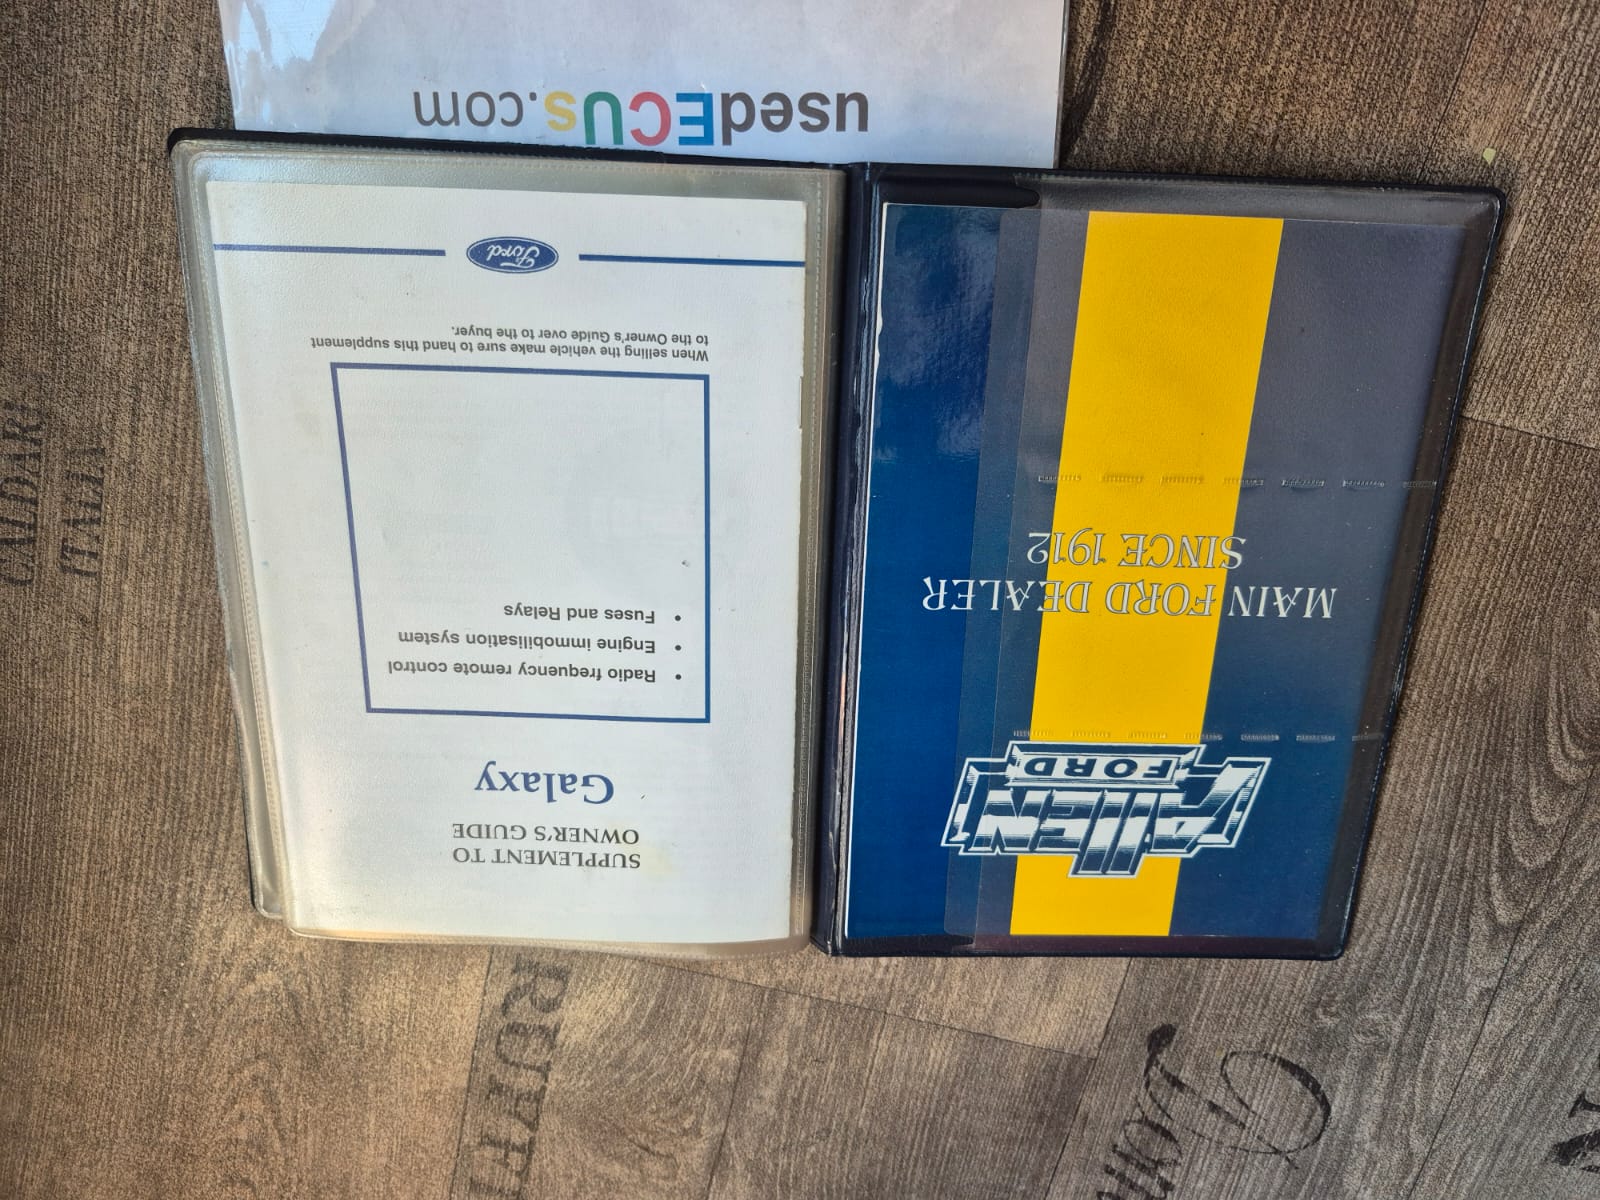 MAIN FORD DEALER
SINCE 1912
Allen
FORD
SUPPLEMENT TO
OWNER'S GUIDE
Galaxy
• Radio frequency remote control
• Engine immobilisation system
• Fuses and Relays
When selling the vehicle make sure to hand this supplement
to the Owner's Guide over to the buyer.
Ford
usedECUs.com
CALDARI
ITALIA